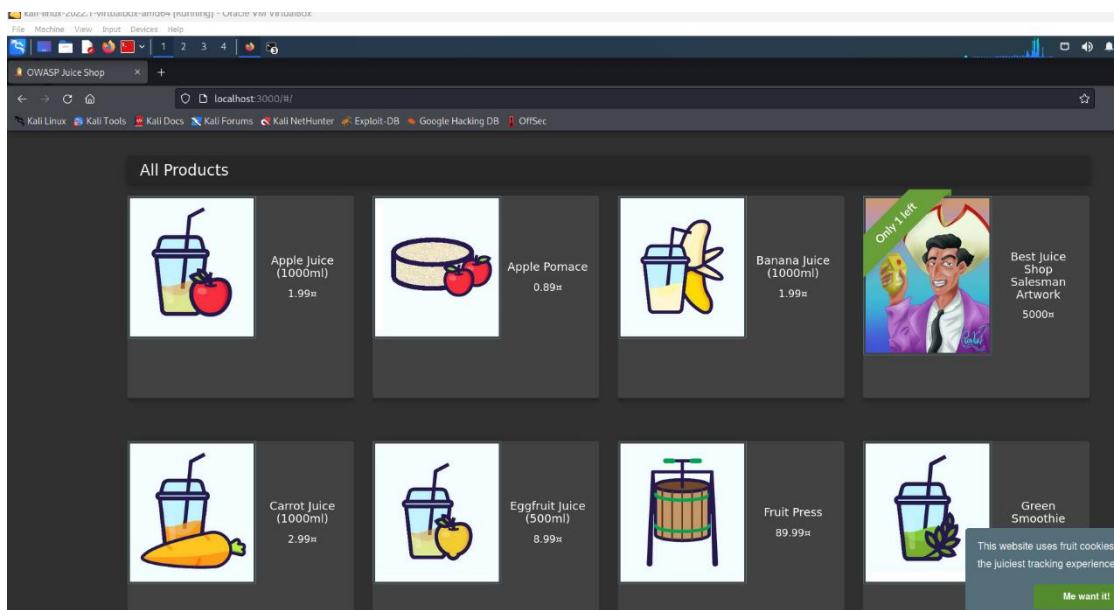 kali-linux-2022.1-virtualbox-amd64 [Running] - Oracle VM VirtualBox
File Machine View Input Devices Help
1 2 3 4
OWASP Juice Shop × +
localhost:3000/#/
Kali Linux Kali Tools Kali Docs Kali Forums Kali NetHunter Exploit-DB Google Hacking DB OffSec
All Products
Only 1 left
Apple Juice
(1000ml)
1.99¤
Apple Pomace
0.89¤
Banana Juice
(1000ml)
1.99¤
Best Juice
Shop
Salesman
Artwork
5000¤
Carrot Juice
(1000ml)
2.99¤
Eggfruit Juice
(500ml)
8.99¤
Fruit Press
89.99¤
Green
Smoothie
This website uses fruit cookies
the juiciest tracking experience
Me want it!